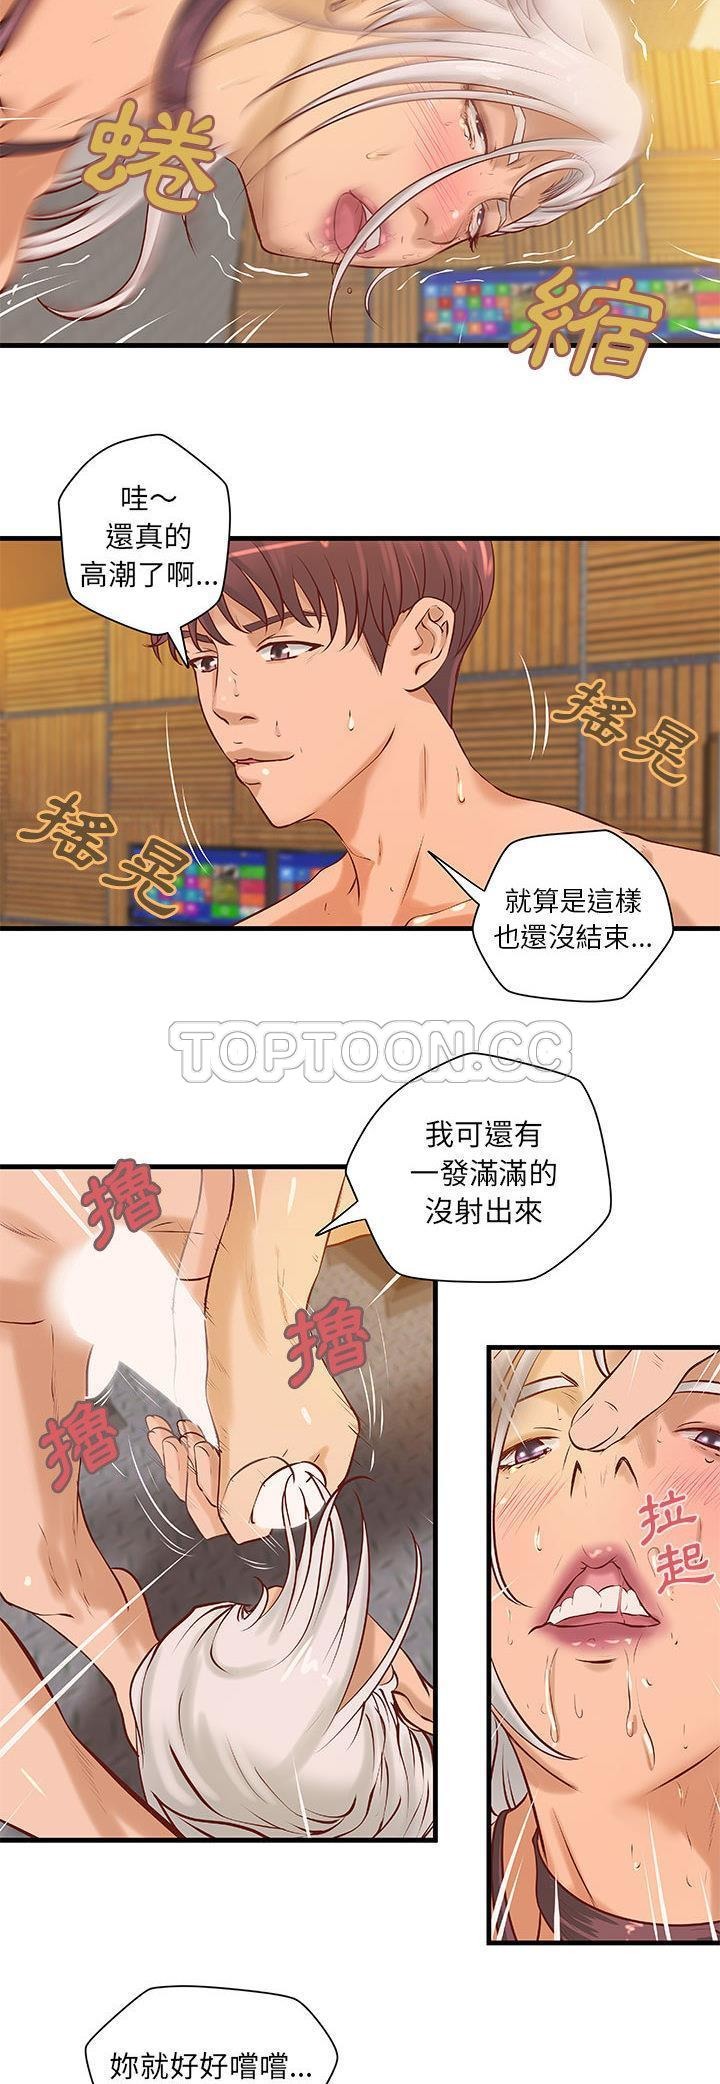 蜷
縮
哇～
還真的
高潮了啊...
搖晃
搖晃
就算是這樣
也還沒結束...
TOPTOON.CC
我可還有
一發滿滿的
沒射出來
擼
擼
擼
拉起
妳就好好嚐嚐...